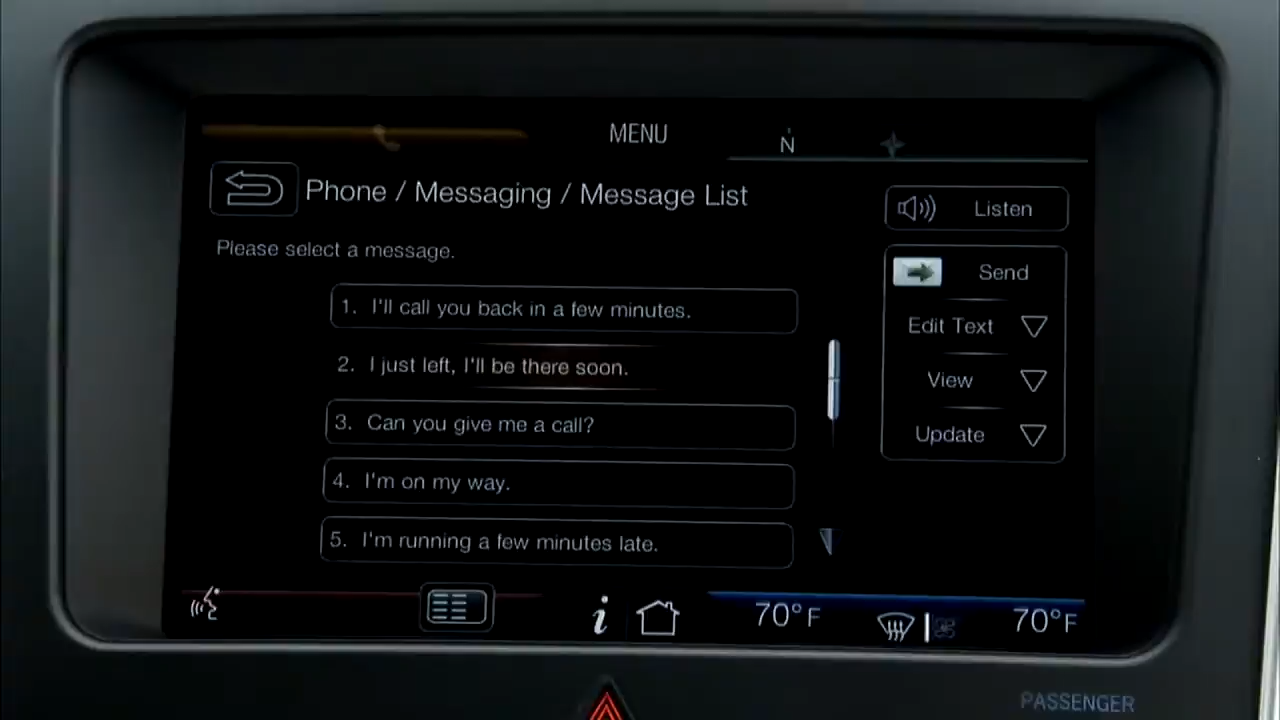 MENU
N
Phone / Messaging / Message List
Listen
Please select a message.
Send
1. I'll call you back in a few minutes.
Edit Text
2. I just left, I'll be there soon.
View
3. Can you give me a call?
Update
4. I'm on my way.
5. I'm running a few minutes late.
i
70°F
70°F
PASSENGER